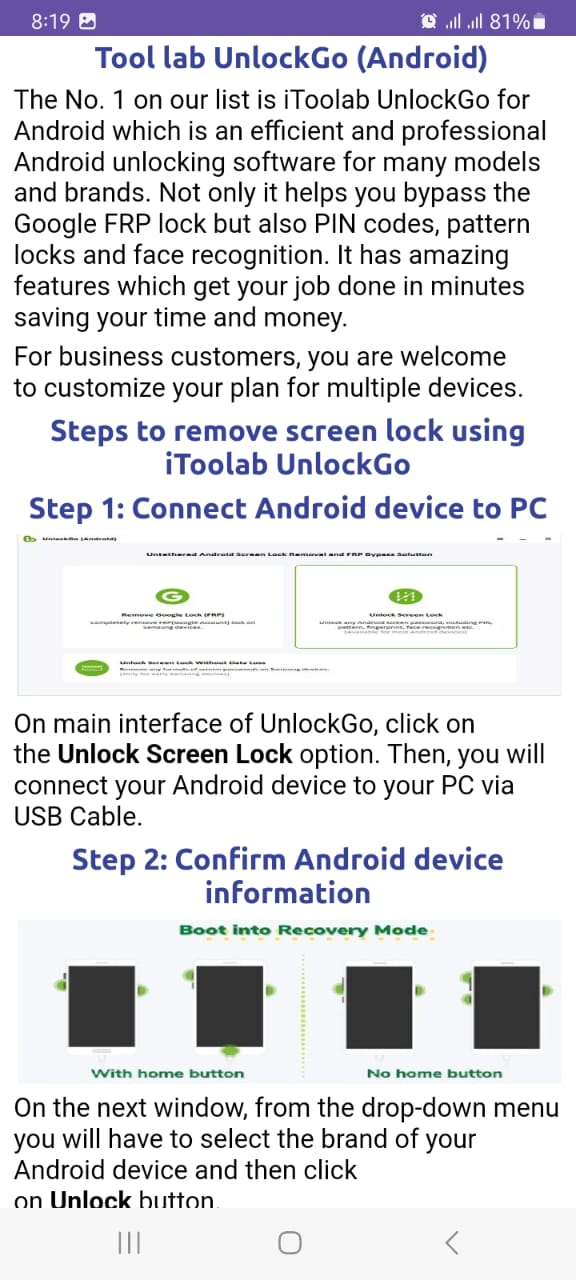 8:19
81%
Tool lab UnlockGo (Android)
The No. 1 on our list is iToolab UnlockGo for
Android which is an efficient and professional
Android unlocking software for many models
and brands. Not only it helps you bypass the
Google FRP lock but also PIN codes, pattern
locks and face recognition. It has amazing
features which get your job done in minutes
saving your time and money.
For business customers, you are welcome
to customize your plan for multiple devices.
Steps to remove screen lock using
iToolab UnlockGo
Step 1: Connect Android device to PC
UnlockGo (Android)
Untethered Android Screen Lock Removal and FRP Bypass Solution
Remove Google Lock (FRP)
Completely remove FRP(Google Account) lock on
Samsung devices.
Unlock Screen Lock
Unlock any Android screen password, including PIN,
pattern, fingerprint, face recognition etc.
(Available for most Android devices)
Unlock Screen Lock Without Data Loss
Remove any formats of screen passwords on Samsung devices.
(Only for early Samsung devices)
On main interface of UnlockGo, click on
the Unlock Screen Lock option. Then, you will
connect your Android device to your PC via
USB Cable.
Step 2: Confirm Android device
information
Boot into Recovery Mode
With home button
No home button
On the next window, from the drop-down menu
you will have to select the brand of your
Android device and then click
on Unlock button.